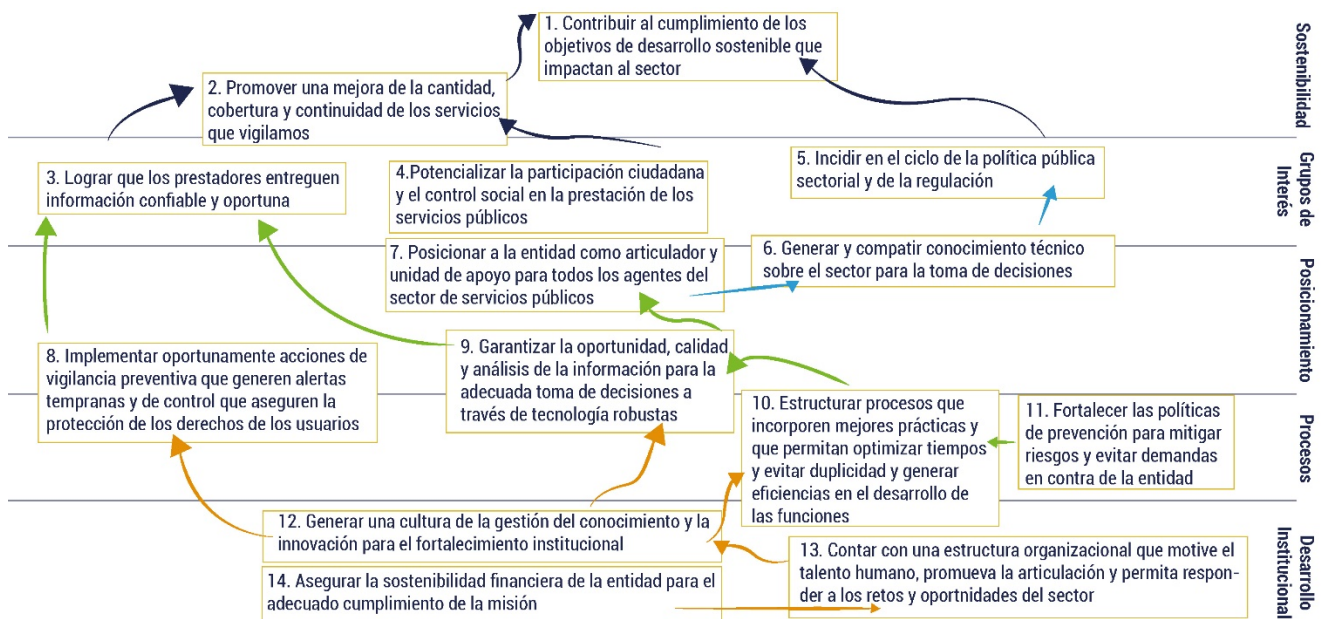 1. Contribuir al cumplimiento de los
objetivos de desarrollo sostenible que
impactan al sector
2. Promover una mejora de la cantidad,
cobertura y continuidad de los servicios
que vigilamos
Sostenibilidad
3. Lograr que los prestadores entreguen
información confiable y oportuna
4.Potencializar la participación ciudadana
y el control social en la prestación de los
servicios públicos
5. Incidir en el ciclo de la política pública
sectorial y de la regulación
Grupos de
Interés
7. Posicionar a la entidad como articulador y
unidad de apoyo para todos los agentes del
sector de servicios públicos
6. Generar y compatir conocimiento técnico
sobre el sector para la toma de decisiones
Posicionamiento
8. Implementar oportunamente acciones de
vigilancia preventiva que generen alertas
tempranas y de control que aseguren la
protección de los derechos de los usuarios
9. Garantizar la oportunidad, calidad
y análisis de la información para la
adecuada toma de decisiones a
través de tecnología robustas
10. Estructurar procesos que
incorporen mejores prácticas y
que permitan optimizar tiempos
y evitar duplicidad y generar
eficiencias en el desarrollo de
las funciones
11. Fortalecer las políticas
de prevención para mitigar
riesgos y evitar demandas
en contra de la entidad
Procesos
12. Generar una cultura de la gestión del conocimiento y la
innovación para el fortalecimiento institucional
13. Contar con una estructura organizacional que motive el
talento humano, promueva la articulación y permita respon-
der a los retos y oportnidades del sector
14. Asegurar la sostenibilidad financiera de la entidad para el
adecuado cumplimiento de la misión
Desarrollo
Institucional